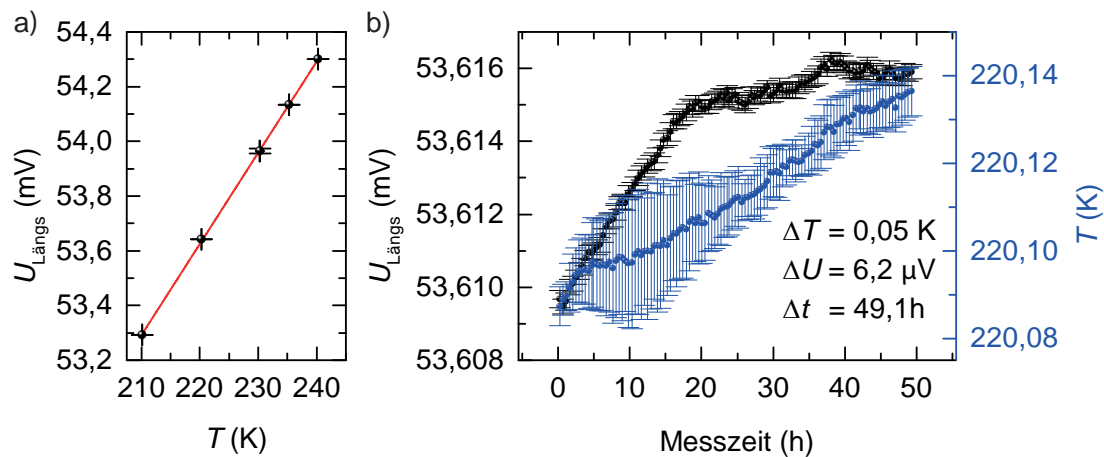 a)
U_Längs (mV)
54,4
54,2
54,0
53,8
53,6
53,4
53,2
210 220 230 240
T (K)
b)
U_Längs (mV)
53,616
53,614
53,612
53,610
53,608
0 10 20 30 40 50
Messzeit (h)
ΔT = 0,05 K
ΔU = 6,2 µV
Δt = 49,1h
220,14
220,12
220,10
220,08
T (K)